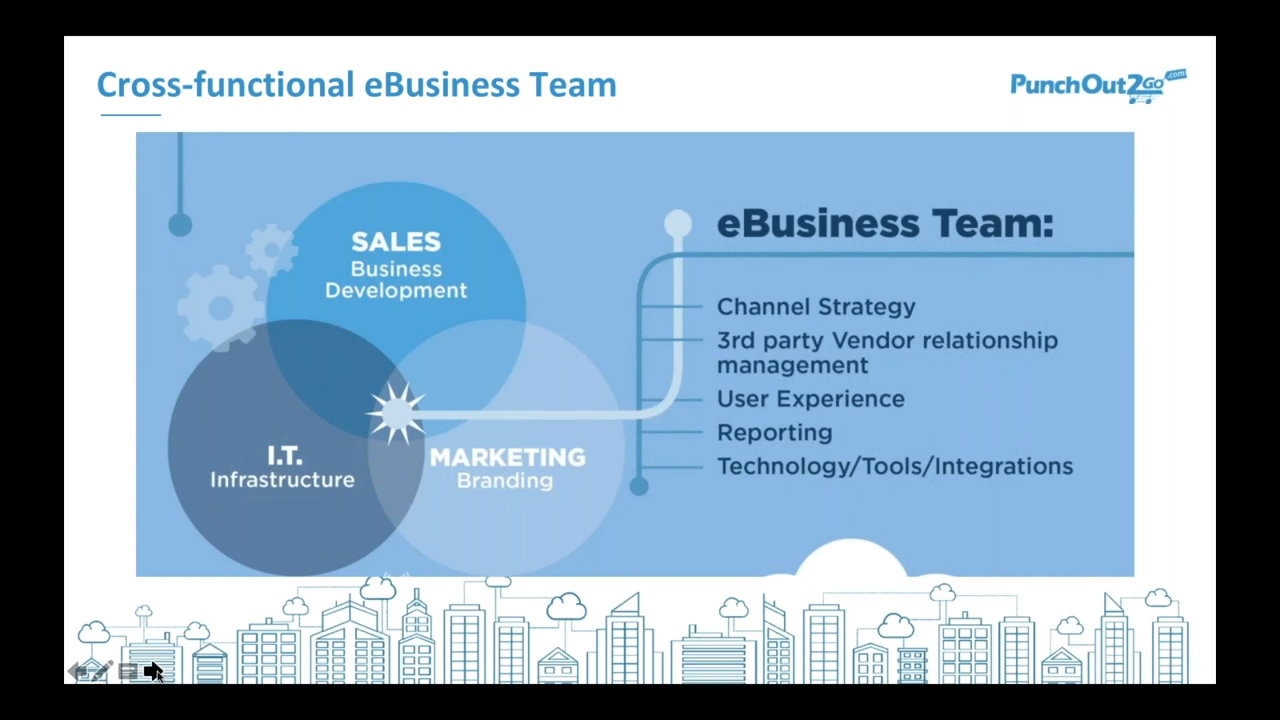 Cross-functional eBusiness Team
PunchOut2Go.com
SALES
Business
Development
I.T.
Infrastructure
MARKETING
Branding
eBusiness Team:
Channel Strategy
3rd party Vendor relationship
management
User Experience
Reporting
Technology/Tools/Integrations